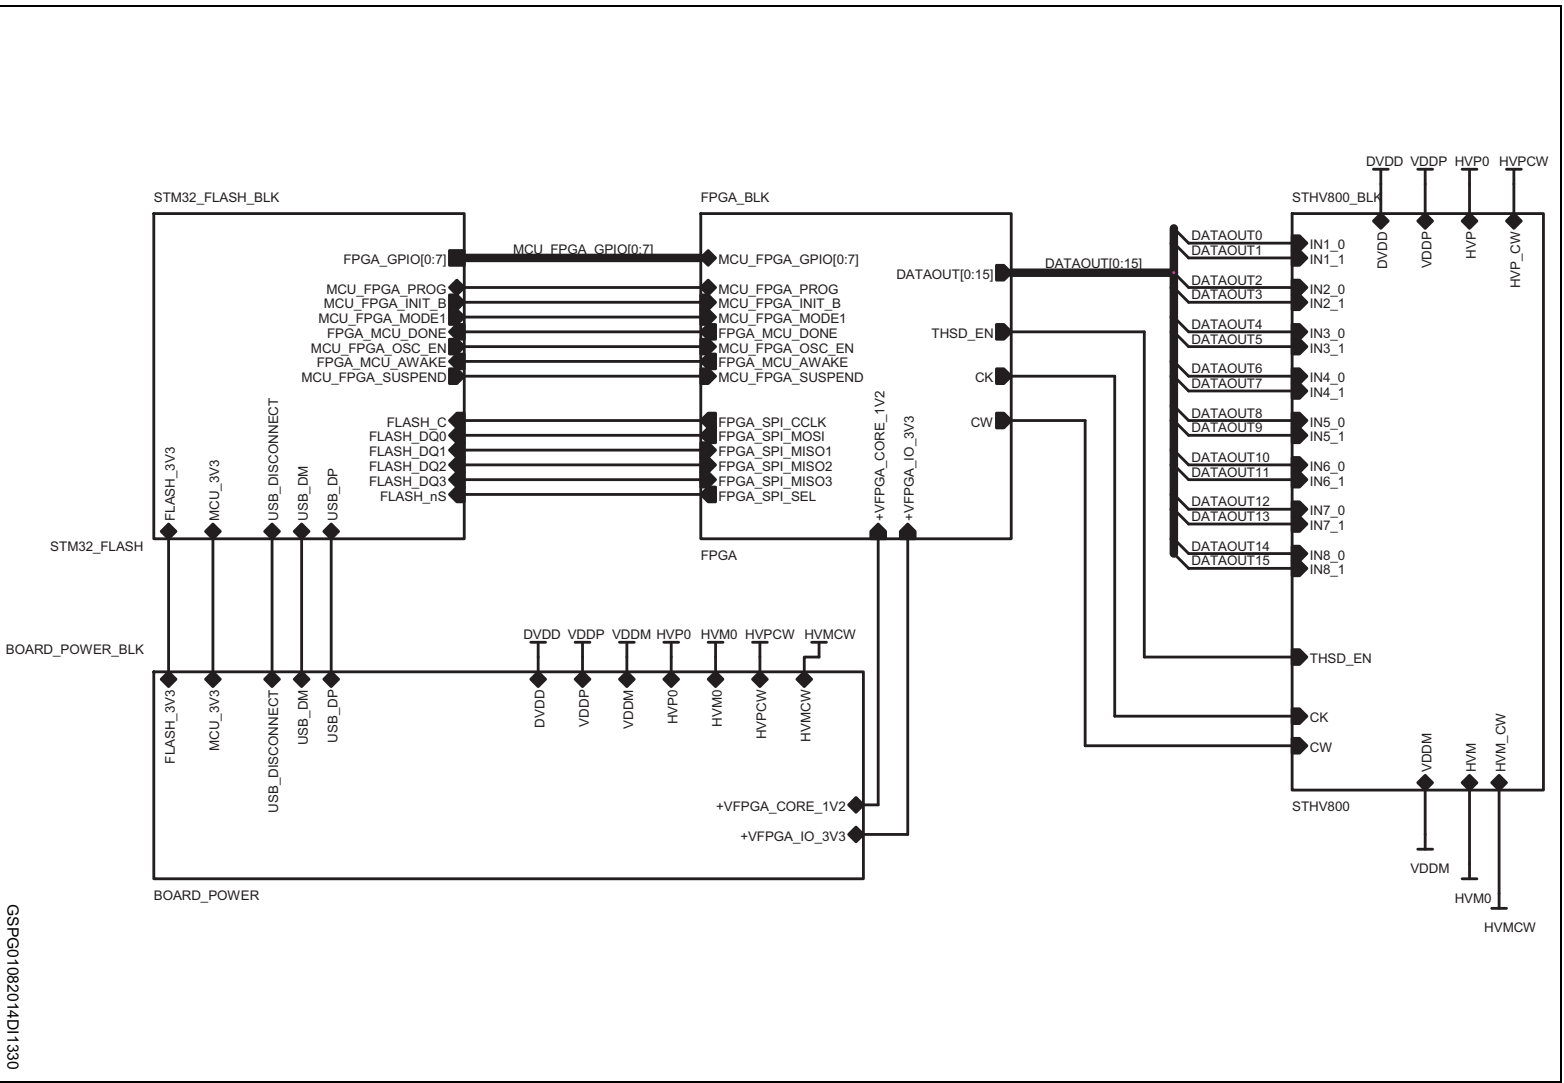 DVDD VDDP HVP0 HVPCW
STM32_FLASH_BLK
FPGA_BLK
STHV800_BLK
FPGA_GPIO[0:7]
MCU_FPGA_PROG
MCU_FPGA_INIT_B
MCU_FPGA_MODE1
FPGA_MCU_DONE
MCU_FPGA_OSC_EN
FPGA_MCU_AWAKE
MCU_FPGA_SUSPEND
FLASH_C
FLASH_DQ0
FLASH_DQ1
FLASH_DQ2
FLASH_DQ3
FLASH_nS
FLASH_3V3
MCU_3V3
USB_DISCONNECT
USB_DM
USB_DP
STM32_FLASH
MCU_FPGA_GPIO[0:7]
MCU_FPGA_GPIO[0:7]
MCU_FPGA_PROG
MCU_FPGA_INIT_B
MCU_FPGA_MODE1
FPGA_MCU_DONE
MCU_FPGA_OSC_EN
FPGA_MCU_AWAKE
MCU_FPGA_SUSPEND
FPGA_SPI_CCLK
FPGA_SPI_MOSI
FPGA_SPI_MISO1
FPGA_SPI_MISO2
FPGA_SPI_MISO3
FPGA_SPI_SEL
DATAOUT[0:15]
THSD_EN
CK
CW
+VFPGA_CORE_1V2
+VFPGA_IO_3V3
FPGA
DATAOUT[0:15]
DATAOUT0
DATAOUT1
DATAOUT2
DATAOUT3
DATAOUT4
DATAOUT5
DATAOUT6
DATAOUT7
DATAOUT8
DATAOUT9
DATAOUT10
DATAOUT11
DATAOUT12
DATAOUT13
DATAOUT14
DATAOUT15
IN1_0
IN1_1
IN2_0
IN2_1
IN3_0
IN3_1
IN4_0
IN4_1
IN5_0
IN5_1
IN6_0
IN6_1
IN7_0
IN7_1
IN8_0
IN8_1
DVDD
VDDP
HVP
HVP_CW
THSD_EN
CK
CW
VDDM
HVM
HVM_CW
STHV800
VDDM
HVM0
HVMCW
BOARD_POWER_BLK
DVDD VDDP VDDM HVP0 HVM0 HVPCW HVMCW
FLASH_3V3
MCU_3V3
USB_DISCONNECT
USB_DM
USB_DP
DVDD
VDDP
VDDM
HVP0
HVM0
HVPCW
HVMCW
+VFPGA_CORE_1V2
+VFPGA_IO_3V3
BOARD_POWER
GSPG01082014DI1330